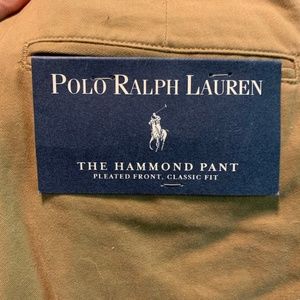 POLO RALPH LAUREN
THE HAMMOND PANT
PLEATED FRONT, CLASSIC FIT